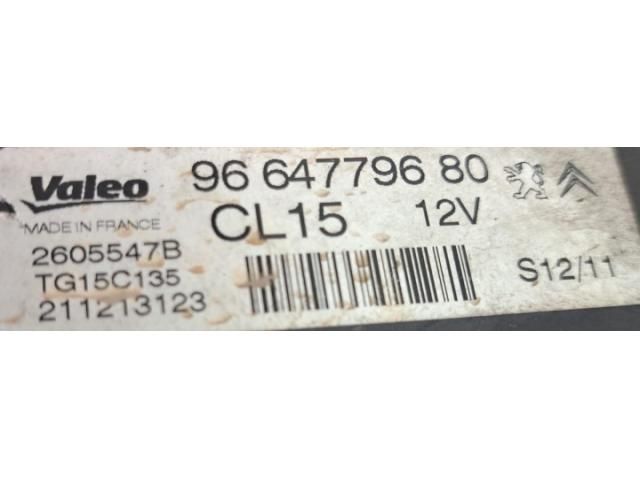 Valeo
96 647796 80
MADE IN FRANCE
CL15 12V
2605547B
TG15C135
211213123
S12/11